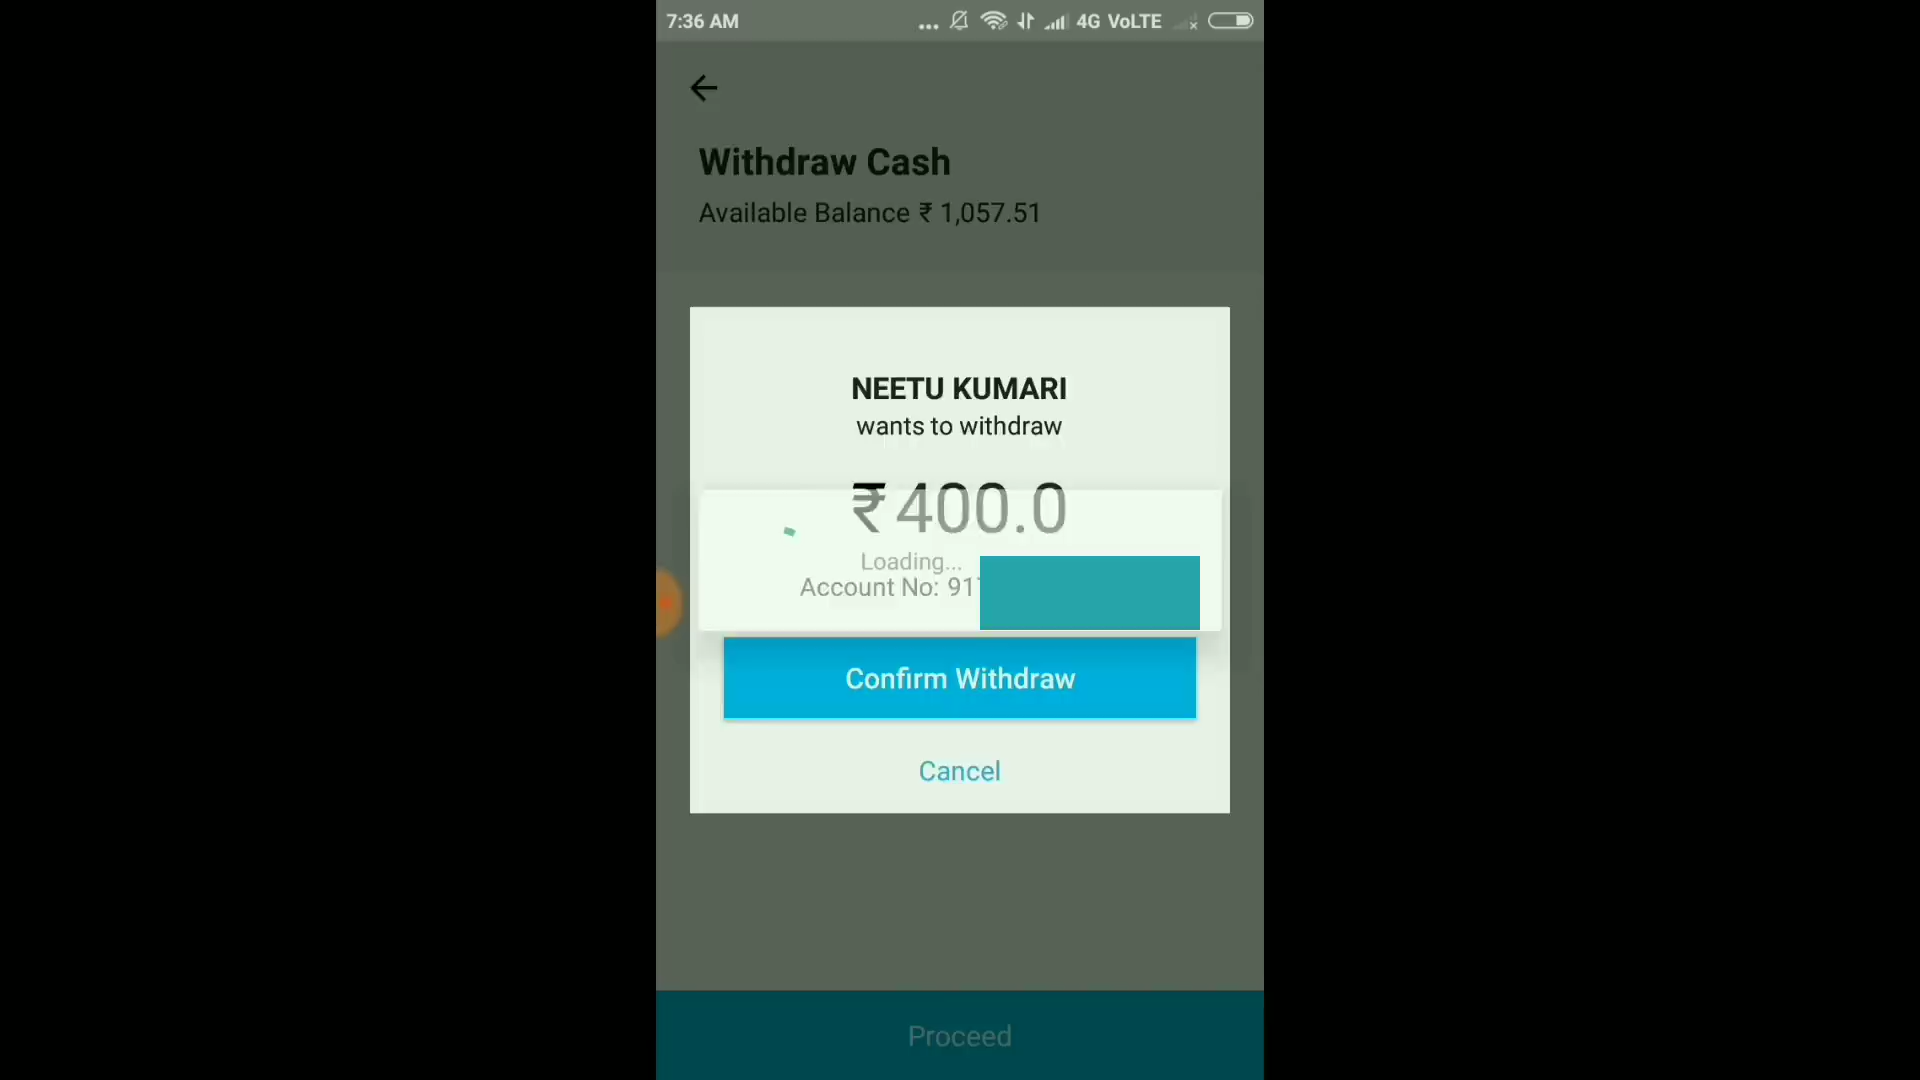 7:36 AM ... 4G VoLTE
Withdraw Cash
Available Balance ₹ 1,057.51
NEETU KUMARI
wants to withdraw
₹400.0
Loading...
Account No: 91
Confirm Withdraw
Cancel
Proceed